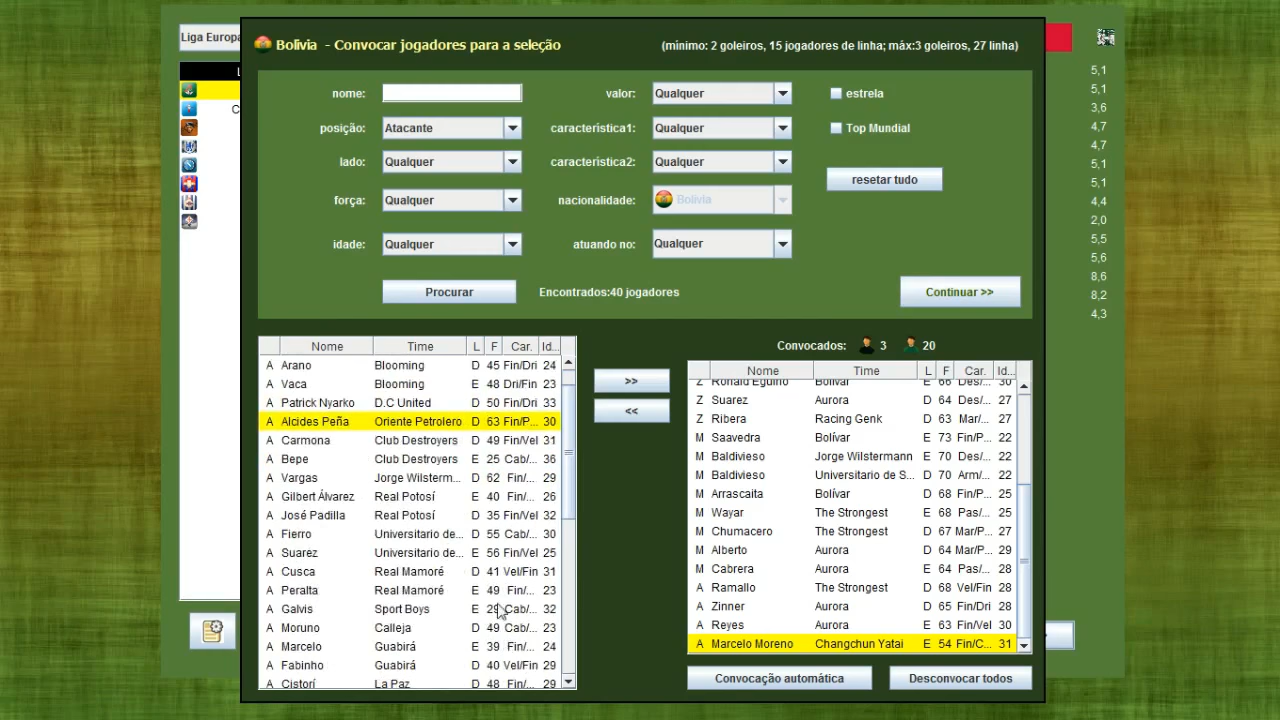 Liga Europa
Bolívia - Convocar jogadores para a seleção
(mínimo: 2 goleiros, 15 jogadores de linha; máx:3 goleiros, 27 linha)
nome:
valor: Qualquer
estrela
posição: Atacante
característica1: Qualquer
Top Mundial
lado: Qualquer
característica2: Qualquer
resetar tudo
força: Qualquer
nacionalidade: Bolívia
idade: Qualquer
atuando no: Qualquer
Procurar
Encontrados:40 jogadores
Continuar >>
Nome Time L F Car. Id...
A Arano Blooming D 45 Fin/Dri 24
A Vaca Blooming E 48 Dri/Fin 23
A Patrick Nyarko D.C United D 50 Fin/Dri 33
A Alcides Peña Oriente Petrolero D 63 Fin/P... 30
A Carmona Club Destroyers D 49 Fin/Vel 31
A Bepe Club Destroyers E 25 Cab/... 36
A Vargas Jorge Wilsterm... D 62 Fin/... 29
A Gilbert Álvarez Real Potosí E 40 Fin/... 26
A José Padilla Real Potosí D 35 Fin/Vel 32
A Fierro Universitario de... D 55 Cab/... 30
A Suarez Universitario de... E 56 Fin/Vel 25
A Cusca Real Mamoré D 41 Vel/Fin 31
A Peralta Real Mamoré E 49 Fin/... 23
A Galvis Sport Boys E 29 Cab/... 32
A Moruno Calleja D 49 Cab/... 23
A Marcelo Guabirá E 39 Fin/... 24
A Fabinho Guabirá D 40 Vel/Fin 29
A Cistorí La Paz D 48 Fin/... 29
>>
<<
Convocados: 3 20
Nome Time L F Car. Id...
Z Ronald Eguino Bolívar E 66 Des/... 30
Z Suarez Aurora D 64 Des/... 27
Z Ribera Racing Genk D 63 Mar/... 27
M Saavedra Bolívar E 73 Fin/P... 22
M Baldivieso Jorge Wilstermann E 70 Des/... 22
M Baldivieso Universitario de S... D 70 Arm/... 22
M Arrascaita Bolívar D 68 Fin/P... 25
M Wayar The Strongest E 68 Pas/... 25
M Chumacero The Strongest D 67 Mar/P... 27
M Alberto Aurora D 64 Mar/P... 29
M Cabrera Aurora E 64 Pas/... 28
A Ramallo The Strongest D 68 Vel/Fin 28
A Zinner Aurora D 65 Fin/Dri 28
A Reyes Aurora E 63 Fin/Vel 30
A Marcelo Moreno Changchun Yatai E 54 Fin/C... 31
Convocação automática
Desconvocar todos
5,1
5,1
3,6
4,7
4,7
5,1
5,1
4,4
2,0
5,5
5,6
8,6
8,2
4,3